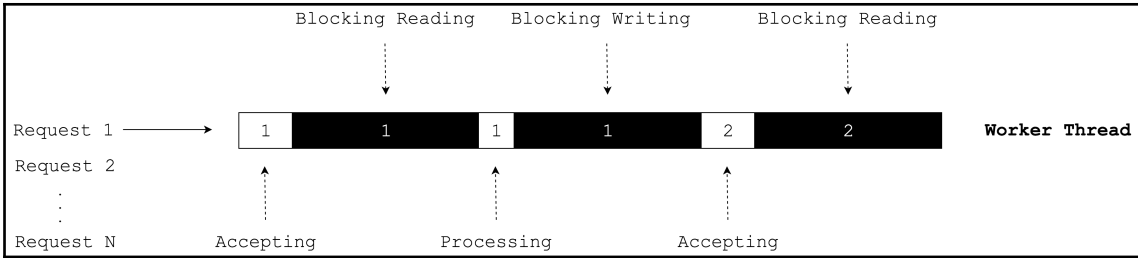 Blocking Reading Blocking Writing Blocking Reading
Request 1 1 1 1 1 2 2 Worker Thread
Request 2
.
.
.
Request N Accepting Processing Accepting